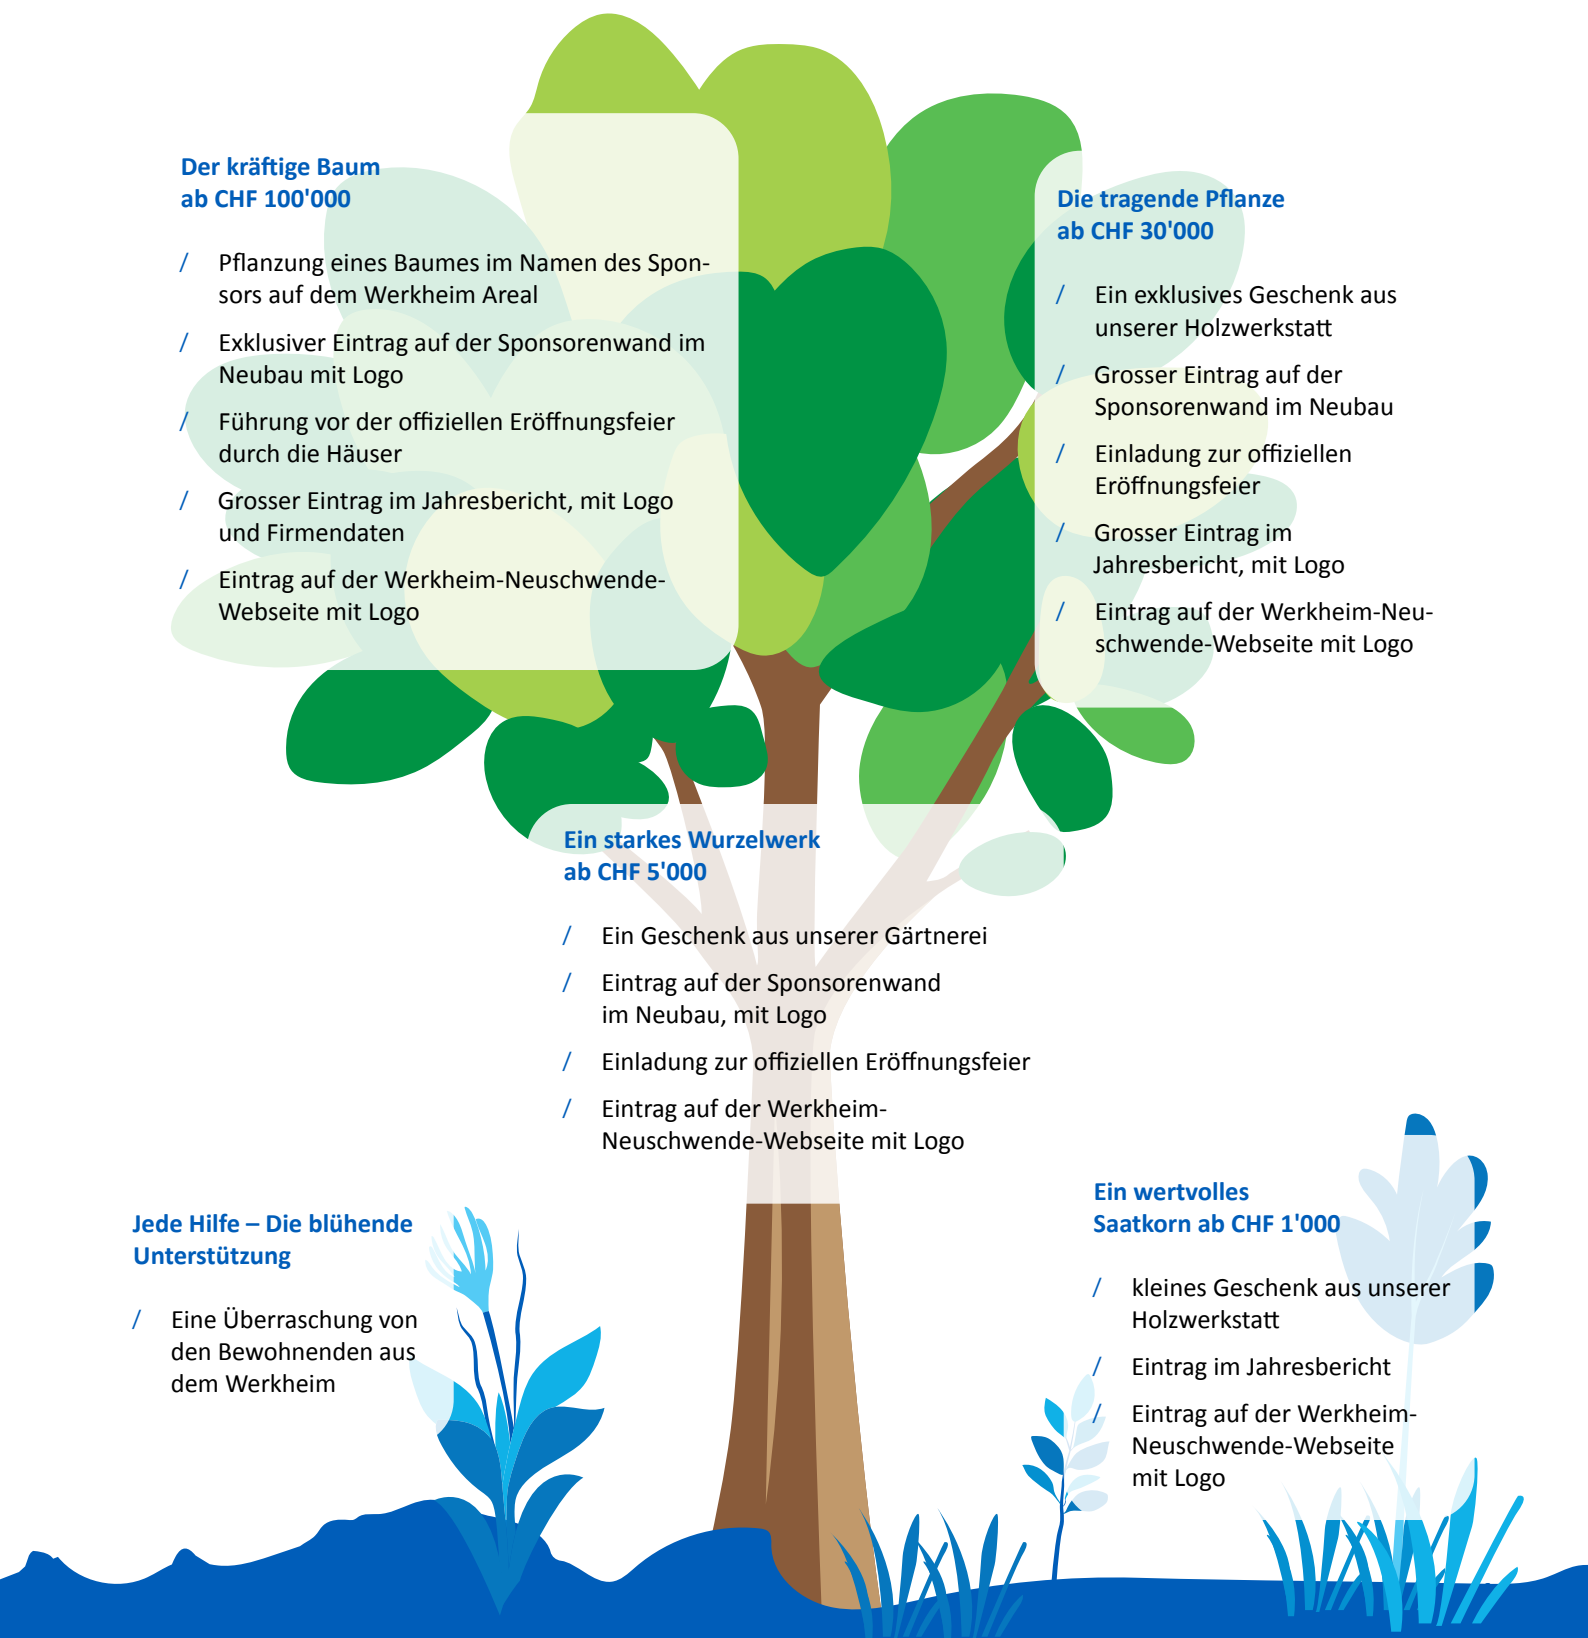 Der kräftige Baum
ab CHF 100'000
/ Pflanzung eines Baumes im Namen des Spon-
sors auf dem Werkheim Areal
/ Exklusiver Eintrag auf der Sponsorenwand im
Neubau mit Logo
/ Führung vor der offiziellen Eröffnungsfeier
durch die Häuser
/ Grosser Eintrag im Jahresbericht, mit Logo
und Firmendaten
/ Eintrag auf der Werkheim-Neuschwende-
Webseite mit Logo
Die tragende Pflanze
ab CHF 30'000
/ Ein exklusives Geschenk aus
unserer Holzwerkstatt
/ Grosser Eintrag auf der
Sponsorenwand im Neubau
/ Einladung zur offiziellen
Eröffnungsfeier
/ Grosser Eintrag im
Jahresbericht, mit Logo
/ Eintrag auf der Werkheim-Neu-
schwende-Webseite mit Logo
Ein starkes Wurzelwerk
ab CHF 5'000
/ Ein Geschenk aus unserer Gärtnerei
/ Eintrag auf der Sponsorenwand
im Neubau, mit Logo
/ Einladung zur offiziellen Eröffnungsfeier
/ Eintrag auf der Werkheim-
Neuschwende-Webseite mit Logo
Jede Hilfe – Die blühende
Unterstützung
/ Eine Überraschung von
den Bewohnenden aus
dem Werkheim
Ein wertvolles
Saatkorn ab CHF 1'000
/ kleines Geschenk aus unserer
Holzwerkstatt
/ Eintrag im Jahresbericht
/ Eintrag auf der Werkheim-
Neuschwende-Webseite
mit Logo